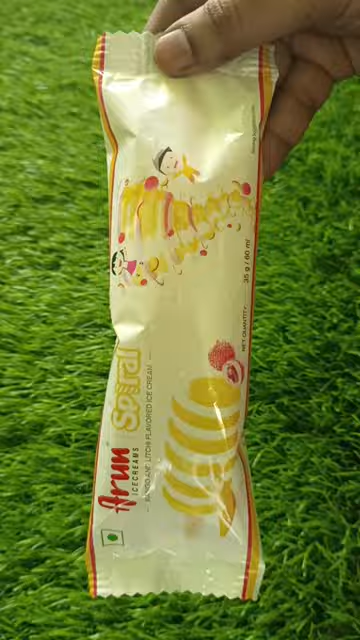 Arun
ICECREAMS
Spiral
MANGO AND LITCHI FLAVORED ICE CREAM
NET QUANTITY
35 g / 60 ml